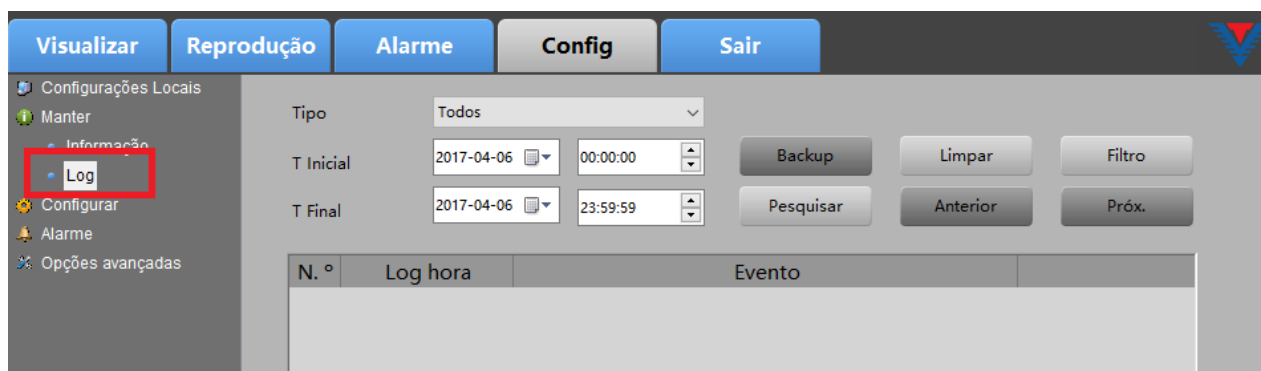 Visualizar Reprodução Alarme Config Sair
Configurações Locais
Manter
Informação
Log
Configurar
Alarme
Opções avançadas
Tipo Todos
T Inicial 2017-04-06 00:00:00 Backup Limpar Filtro
T Final 2017-04-06 23:59:59 Pesquisar Anterior Próx.
N. º Log hora Evento